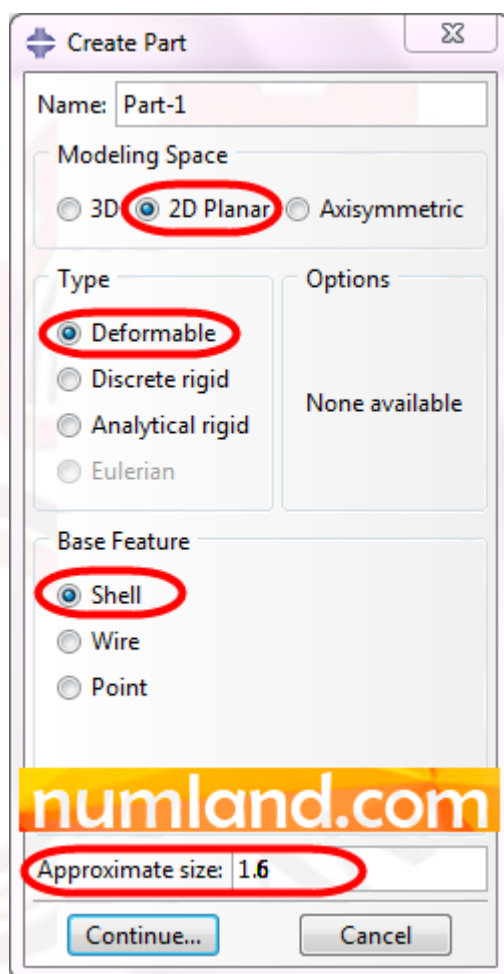 Create Part
Name: Part-1
Modeling Space
3D 2D Planar Axisymmetric
Type
Deformable
Discrete rigid
Analytical rigid
Eulerian
Options
None available
Base Feature
Shell
Wire
Point
numland.com
Approximate size: 1.6
Continue... Cancel